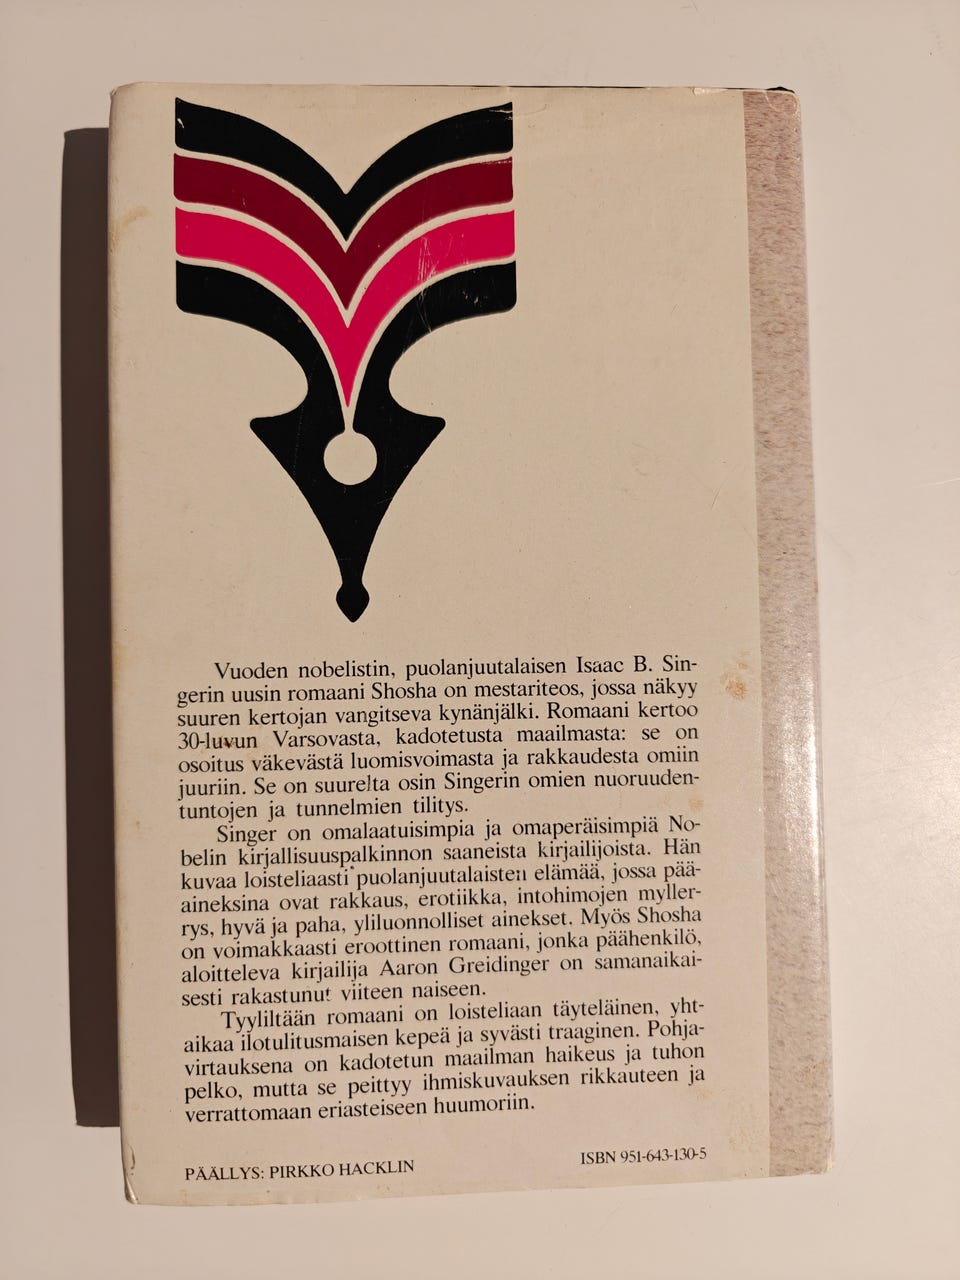 Vuoden nobelistin, puolanjuutalaisen Isaac B. Sin-
gerin uusin romaani Shosha on mestariteos, jossa näkyy
suuren kertojan vangitseva kynänjälki. Romaani kertoo
30-luvun Varsovasta, kadotetusta maailmasta: se on
osoitus väkevästä luomisvoimasta ja rakkaudesta omiin
juuriin. Se on suurelta osin Singerin omien nuoruuden-
tuntojen ja tunnelmien tilitys.
Singer on omalaatuisimpia ja omaperäisimpiä No-
belin kirjallisuuspalkinnon saaneista kirjailijoista. Hän
kuvaa loisteliaasti puolanjuutalaisten elämää, jossa pää-
aineksina ovat rakkaus, erotiikka, intohimojen myller-
rys, hyvä ja paha, yliluonnolliset ainekset. Myös Shosha
on voimakkaasti eroottinen romaani, jonka päähenkilö,
aloitteleva kirjailija Aaron Greidinger on samanaikai-
sesti rakastunut viiteen naiseen.
Tyyliltään romaani on loisteliaan täyteläinen, yht-
aikaa ilotulitusmaisen kepeä ja syvästi traaginen. Pohja-
virtauksena on kadotetun maailman haikeus ja tuhon
pelko, mutta se peittyy ihmiskuvauksen rikkauteen ja
verrattomaan eriasteiseen huumoriin.
PÄÄLLYS: PIRKKO HACKLIN
ISBN 951-643-130-5